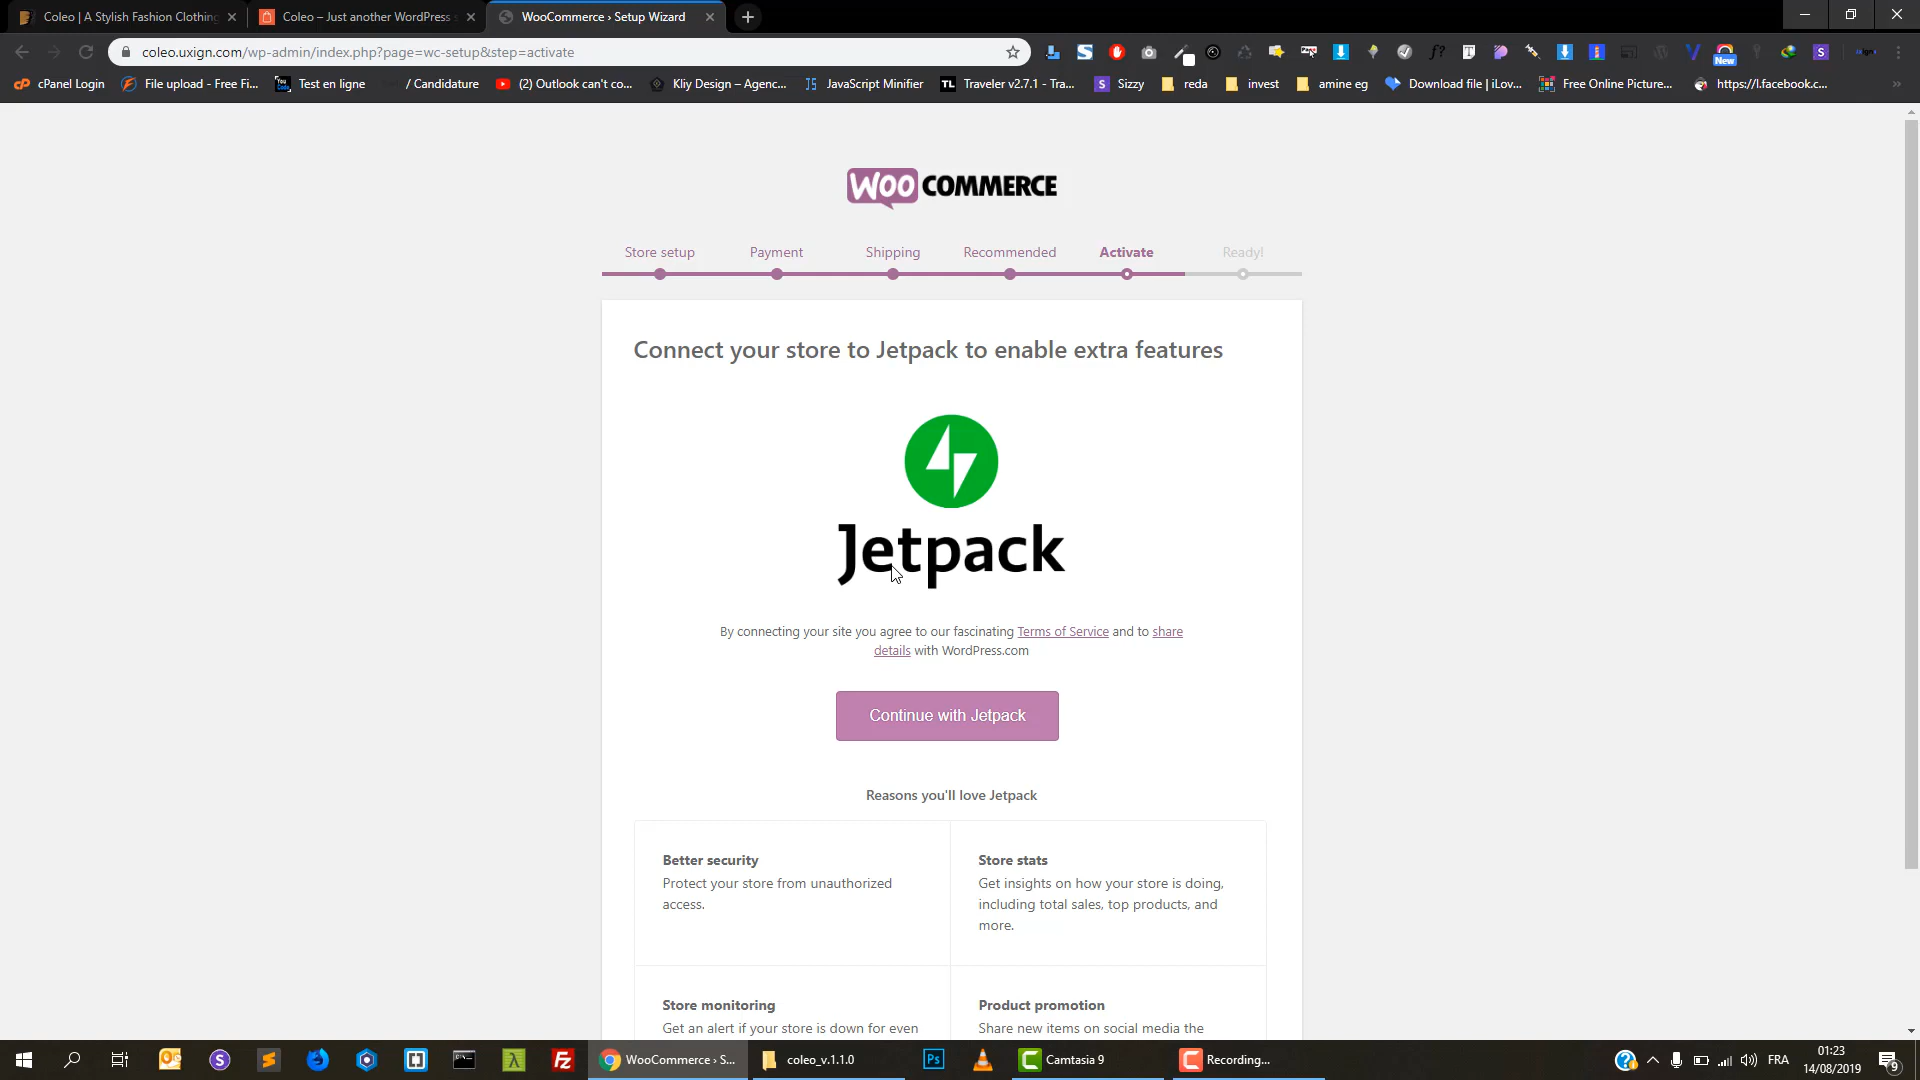 Coleo | A Stylish Fashion Clothing
Coleo – Just another WordPress s
WooCommerce › Setup Wizard
coleo.uxign.com/wp-admin/index.php?page=wc-setup&step=activate
New
cPanel Login
File upload - Free Fi...
Test en ligne
/ Candidature
(2) Outlook can't co...
Kliy Design – Agenc...
JavaScript Minifier
Traveler v2.7.1 - Tra...
Sizzy
reda
invest
amine eg
Download file | iLov...
Free Online Picture...
https://l.facebook.c...
WOO COMMERCE
Store setup
Payment
Shipping
Recommended
Activate
Ready!
Connect your store to Jetpack to enable extra features
Jetpack
By connecting your site you agree to our fascinating Terms of Service and to share
details with WordPress.com
Continue with Jetpack
Reasons you'll love Jetpack
Better security
Protect your store from unauthorized
access.
Store stats
Get insights on how your store is doing,
including total sales, top products, and
more.
Store monitoring
Get an alert if your store is down for even
Product promotion
Share new items on social media the
WooCommerce › S...
coleo_v.1.1.0
Ps
Camtasia 9
Recording...
FRA
01:23
14/08/2019
9